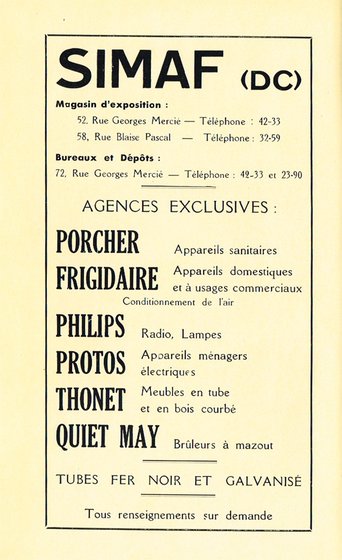 SIMAF (DC)
Magasin d'exposition :
52, Rue Georges Mercié — Téléphone : 42-33
58, Rue Blaise Pascal — Téléphone : 32-59
Bureaux et Dépôts :
72, Rue Georges Mercié — Téléphone : 42-33 et 23-90
AGENCES EXCLUSIVES :
PORCHER Appareils sanitaires
FRIGIDAIRE Appareils domestiques
et à usages commerciaux
Conditionnement de l'air
PHILIPS Radio, Lampes
PROTOS Appareils ménagers
électriques
THONET Meubles en tube
et en bois courbé
QUIET MAY Brûleurs à mazout
TUBES FER NOIR ET GALVANISÉ
Tous renseignements sur demande